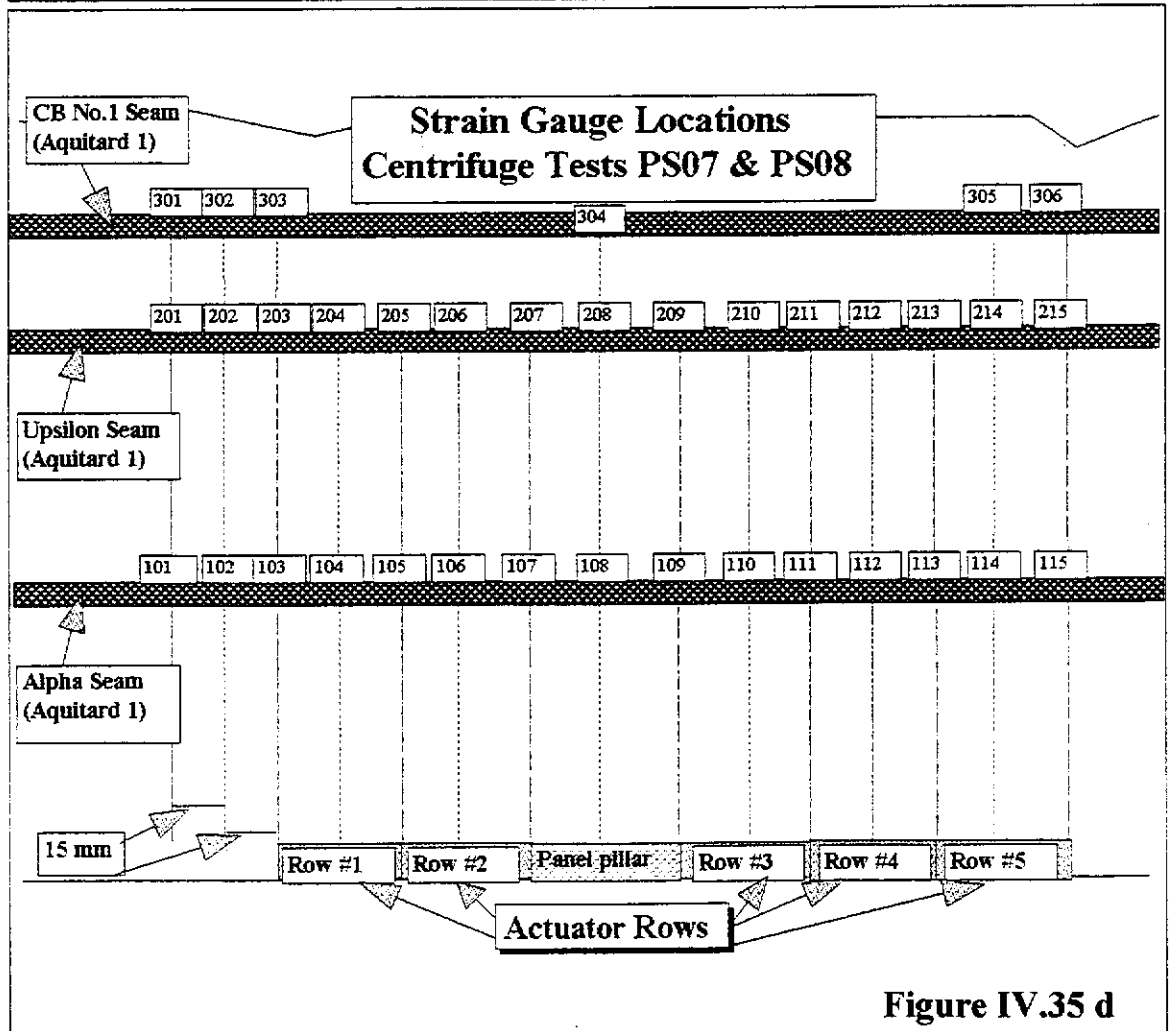 CB No.1 Seam
(Aquitard 1)
Strain Gauge Locations
Centrifuge Tests PS07 & PS08
301 302 303 304 305 306
201 202 203 204 205 206 207 208 209 210 211 212 213 214 215
Upsilon Seam
(Aquitard 1)
101 102 103 104 105 106 107 108 109 110 111 112 113 114 115
Alpha Seam
(Aquitard 1)
15 mm
Row #1 Row #2 Panel pillar Row #3 Row #4 Row #5
Actuator Rows
Figure IV.35 d